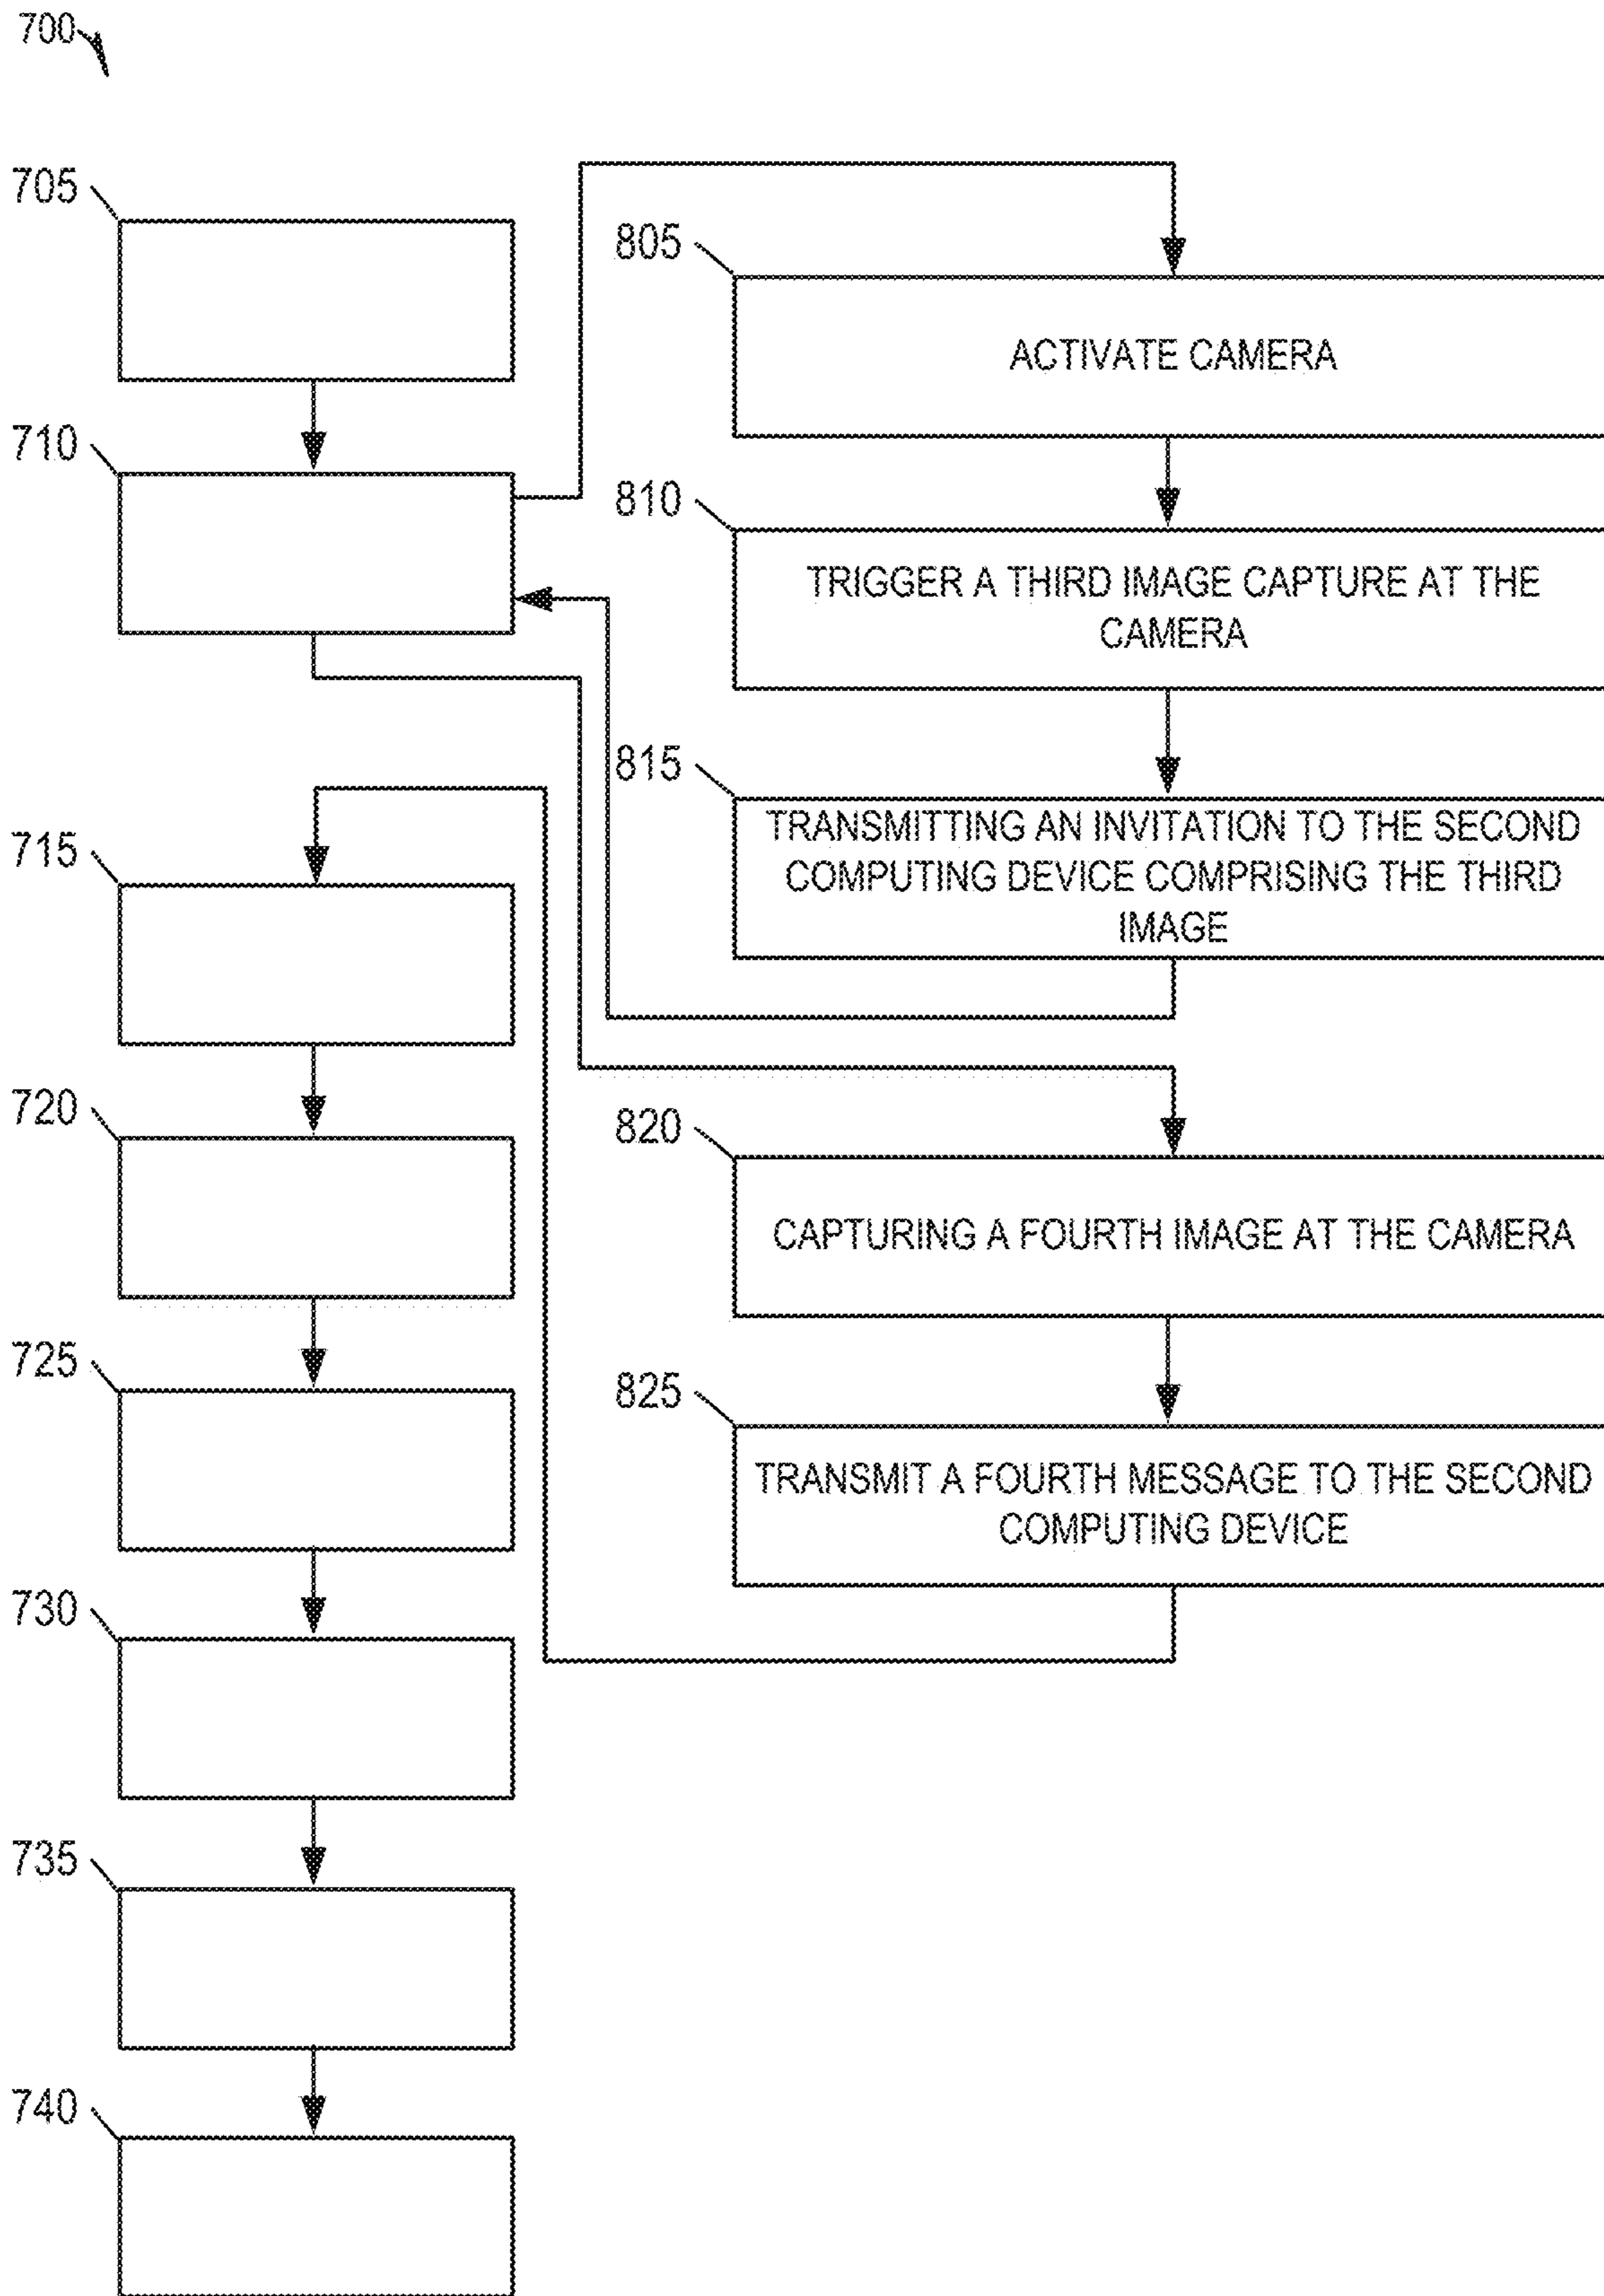 700
705
710
805
ACTIVATE CAMERA
810
TRIGGER A THIRD IMAGE CAPTURE AT THE
CAMERA
815
TRANSMITTING AN INVITATION TO THE SECOND
COMPUTING DEVICE COMPRISING THE THIRD
IMAGE
715
720
820
CAPTURING A FOURTH IMAGE AT THE CAMERA
725
825
TRANSMIT A FOURTH MESSAGE TO THE SECOND
COMPUTING DEVICE
730
735
740